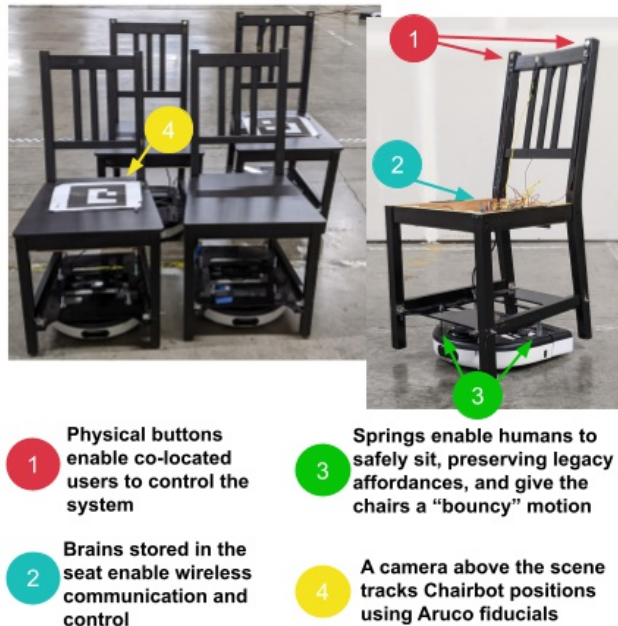 1
4
2
3
1
Physical buttons
enable co-located
users to control the
system
3
Springs enable humans to
safely sit, preserving legacy
affordances, and give the
chairs a “bouncy” motion
2
Brains stored in the
seat enable wireless
communication and
control
4
A camera above the scene
tracks Chairbot positions
using Aruco fiducials